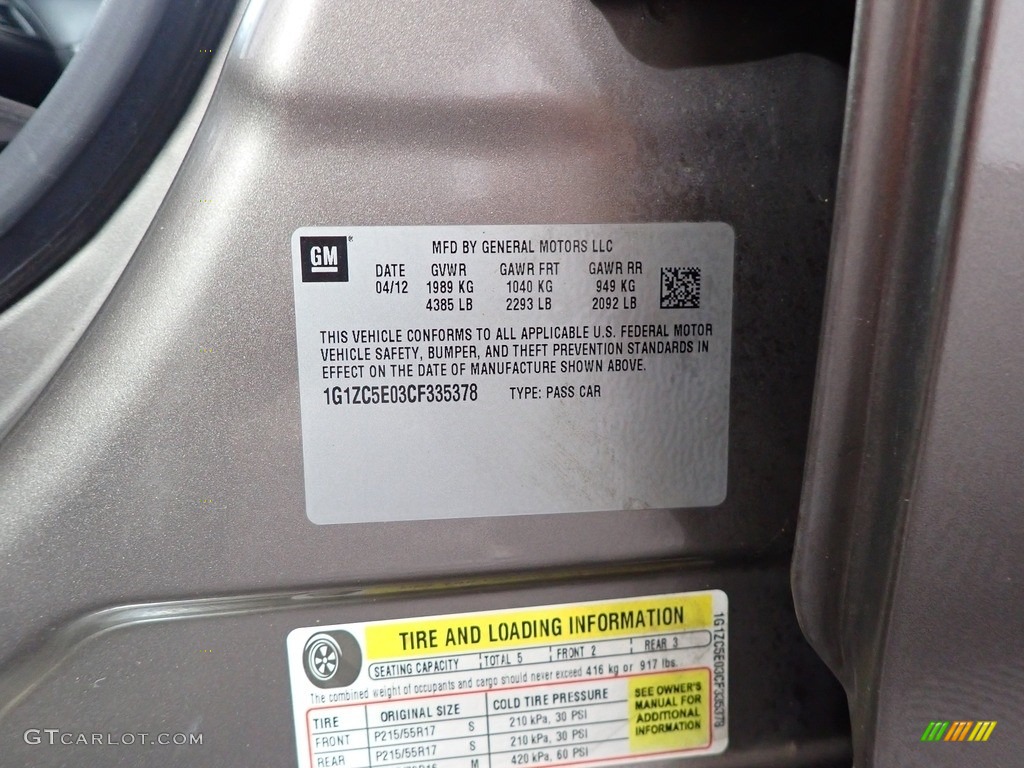 GM
MFD BY GENERAL MOTORS LLC
DATE GVWR GAWR FRT GAWR RR
04/12 1989 KG 1040 KG 949 KG
4385 LB 2293 LB 2092 LB
THIS VEHICLE CONFORMS TO ALL APPLICABLE U.S. FEDERAL MOTOR
VEHICLE SAFETY, BUMPER, AND THEFT PREVENTION STANDARDS IN
EFFECT ON THE DATE OF MANUFACTURE SHOWN ABOVE.
1G1ZC5E03CF335378 TYPE: PASS CAR
TIRE AND LOADING INFORMATION
SEATING CAPACITY TOTAL 5 FRONT 2 REAR 3
The combined weight of occupants and cargo should never exceed 416 kg or 917 lbs.
TIRE ORIGINAL SIZE COLD TIRE PRESSURE
FRONT P215/55R17 S 210 kPa, 30 PSI
REAR P215/55R17 S 210 kPa, 30 PSI
M 420 kPa, 60 PSI
SEE OWNER'S
MANUAL FOR
ADDITIONAL
INFORMATION
1G1ZC5E03CF335378
GTCARLOT.COM